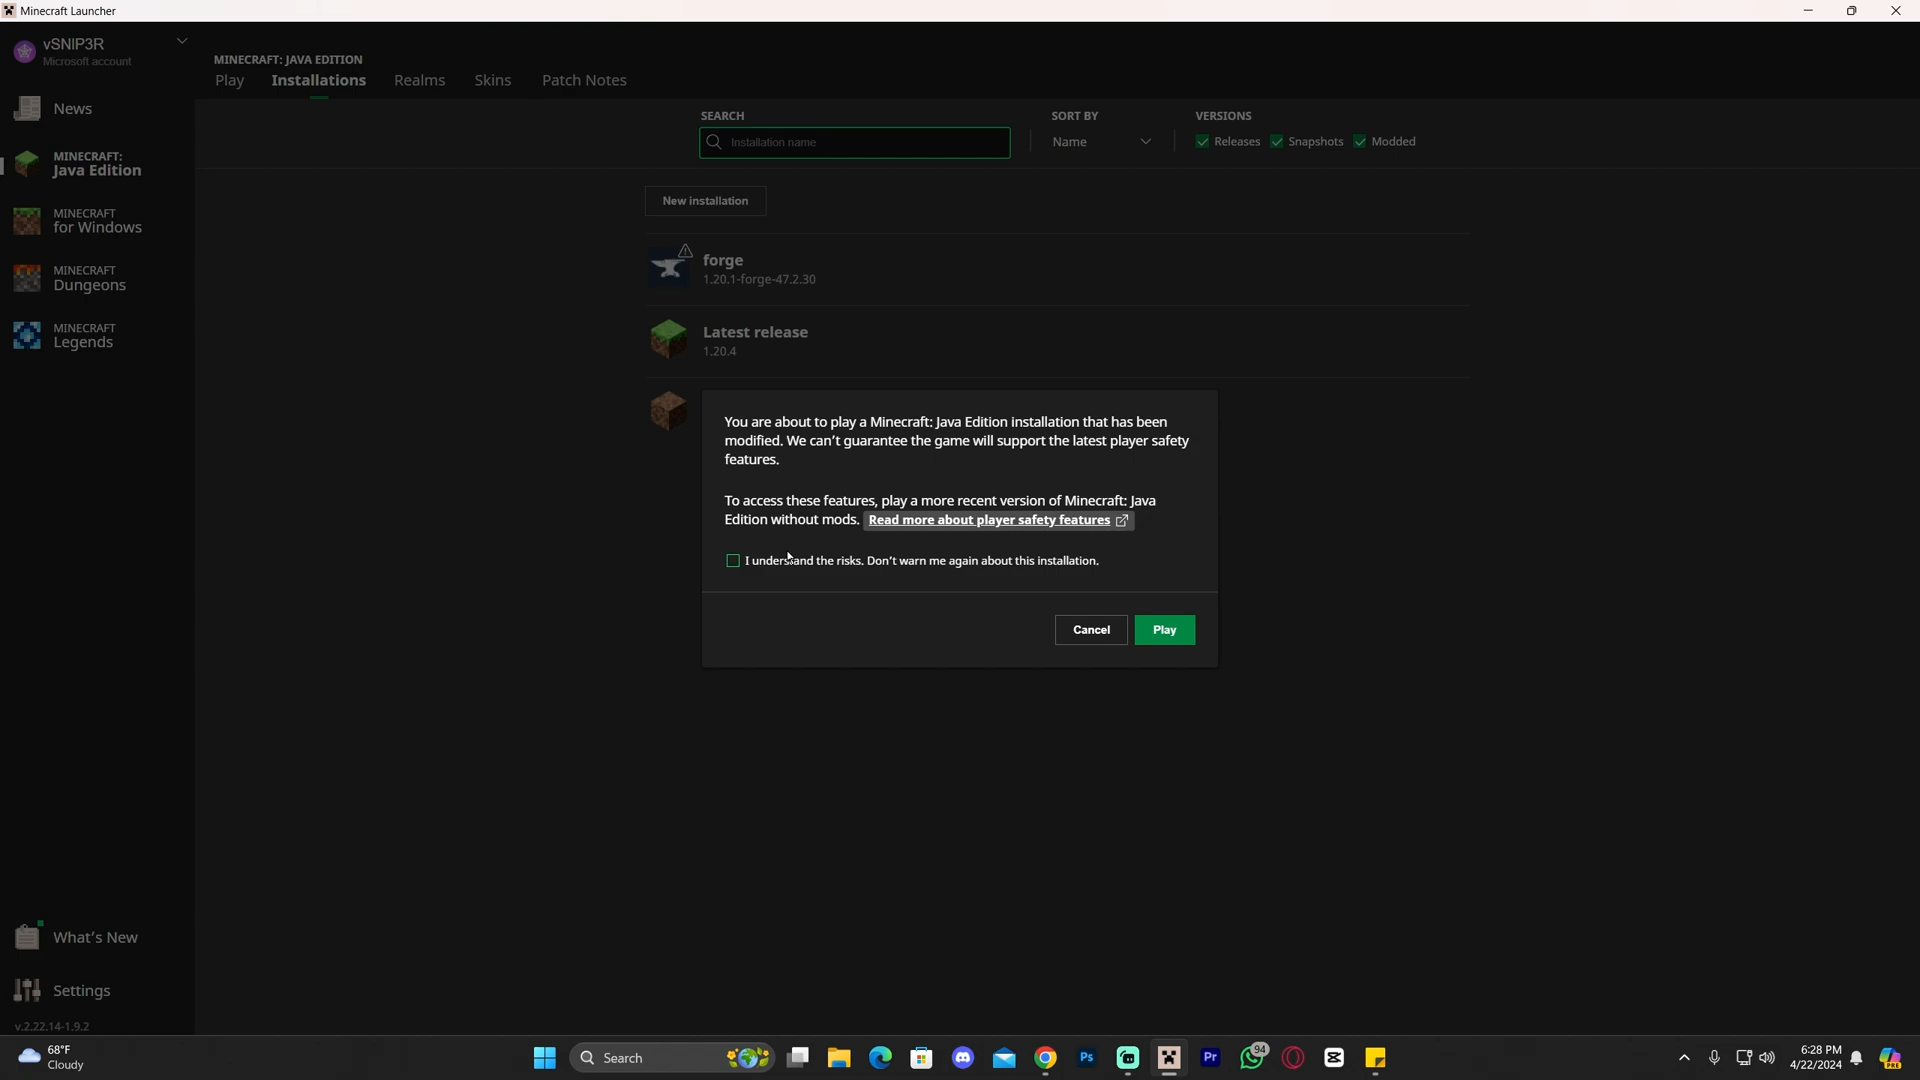 Minecraft Launcher
vSNIP3R
Microsoft account
MINECRAFT: JAVA EDITION
Play
Installations
Realms
Skins
Patch Notes
News
MINECRAFT:
Java Edition
MINECRAFT
for Windows
MINECRAFT
Dungeons
MINECRAFT
Legends
SEARCH
Installation name
SORT BY
Name
VERSIONS
Releases
Snapshots
Modded
New installation
forge
1.20.1-forge-47.2.30
Latest release
1.20.4
You are about to play a Minecraft: Java Edition installation that has been
modified. We can't guarantee the game will support the latest player safety
features.
To access these features, play a more recent version of Minecraft: Java
Edition without mods. Read more about player safety features
I understand the risks. Don't warn me again about this installation.
Cancel
Play
What's New
Settings
v.2.22.14-1.9.2
68°F
Cloudy
Search
Ps
Pr
94
6:28 PM
4/22/2024
PRE